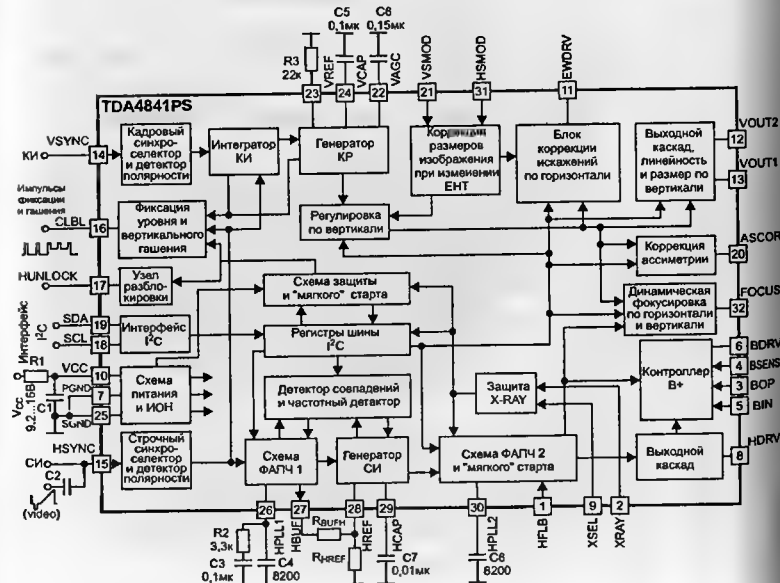 C5
0,1мк
C6
0,15мк
R3
22к
VREF
VCAP
VAGC
VSMOD
HSMOD
EWDRV
23
24
22
21
31
11
TDA4841PS
VSYNC
КИ
14
Кадровый
синхро-
селектор
и детектор
полярности
Интегратор
КИ
Генератор
КР
размеров
изображения
при изменении
ЕНТ
Блок
коррекции
искажений
по горизонтали
Выходной
каскад,
линейность
и размер по
вертикали
VOUT2
12
VOUT1
13
Импульсы
фиксации
и гашения
CLBL
16
Фиксация
уровня и
вертикального
гашения
Регулировка
по вертикали
Коррекция
ассиметрии
ASCOR
20
HUNLOCK
17
Узел
разбло-
кировки
Схема защиты
и "мягкого" старта
Динамическая
фокусировка
по горизонтали
и вертикали
FOCUS
32
Интерфейс
I²C
SDA
19
SCL
18
Интерфейс
I²C
Регистры шины
I²C
R1
VCC
10
PGND
7
25
SGND
C1
Vcc
9.2...16В
Схема
питания
и ИОН
Детектор совпадений
и частотный детектор
Защита
X-RAY
Контроллер
B+
6
BDRV
4
BSENS
3
BOP
5
BIN
HSYNC
СИ
15
C2
(video)
Строчный
синхро-
селектор
и детектор
полярности
Схема
ФАПЧ 1
Генератор
СИ
Схема ФАПЧ 2
и "мягкого" старта
Выходной
каскад
HDRV
8
26
27
28
29
30
1
9
2
HPLL1
HBUF
HREF
HCAP
HPLL2
HFLB
XSEL
XRAY
R2
3,3к
C3
0,1мк
C4
8200
RBUFH
RHREF
C7
0,01мк
C6
8200